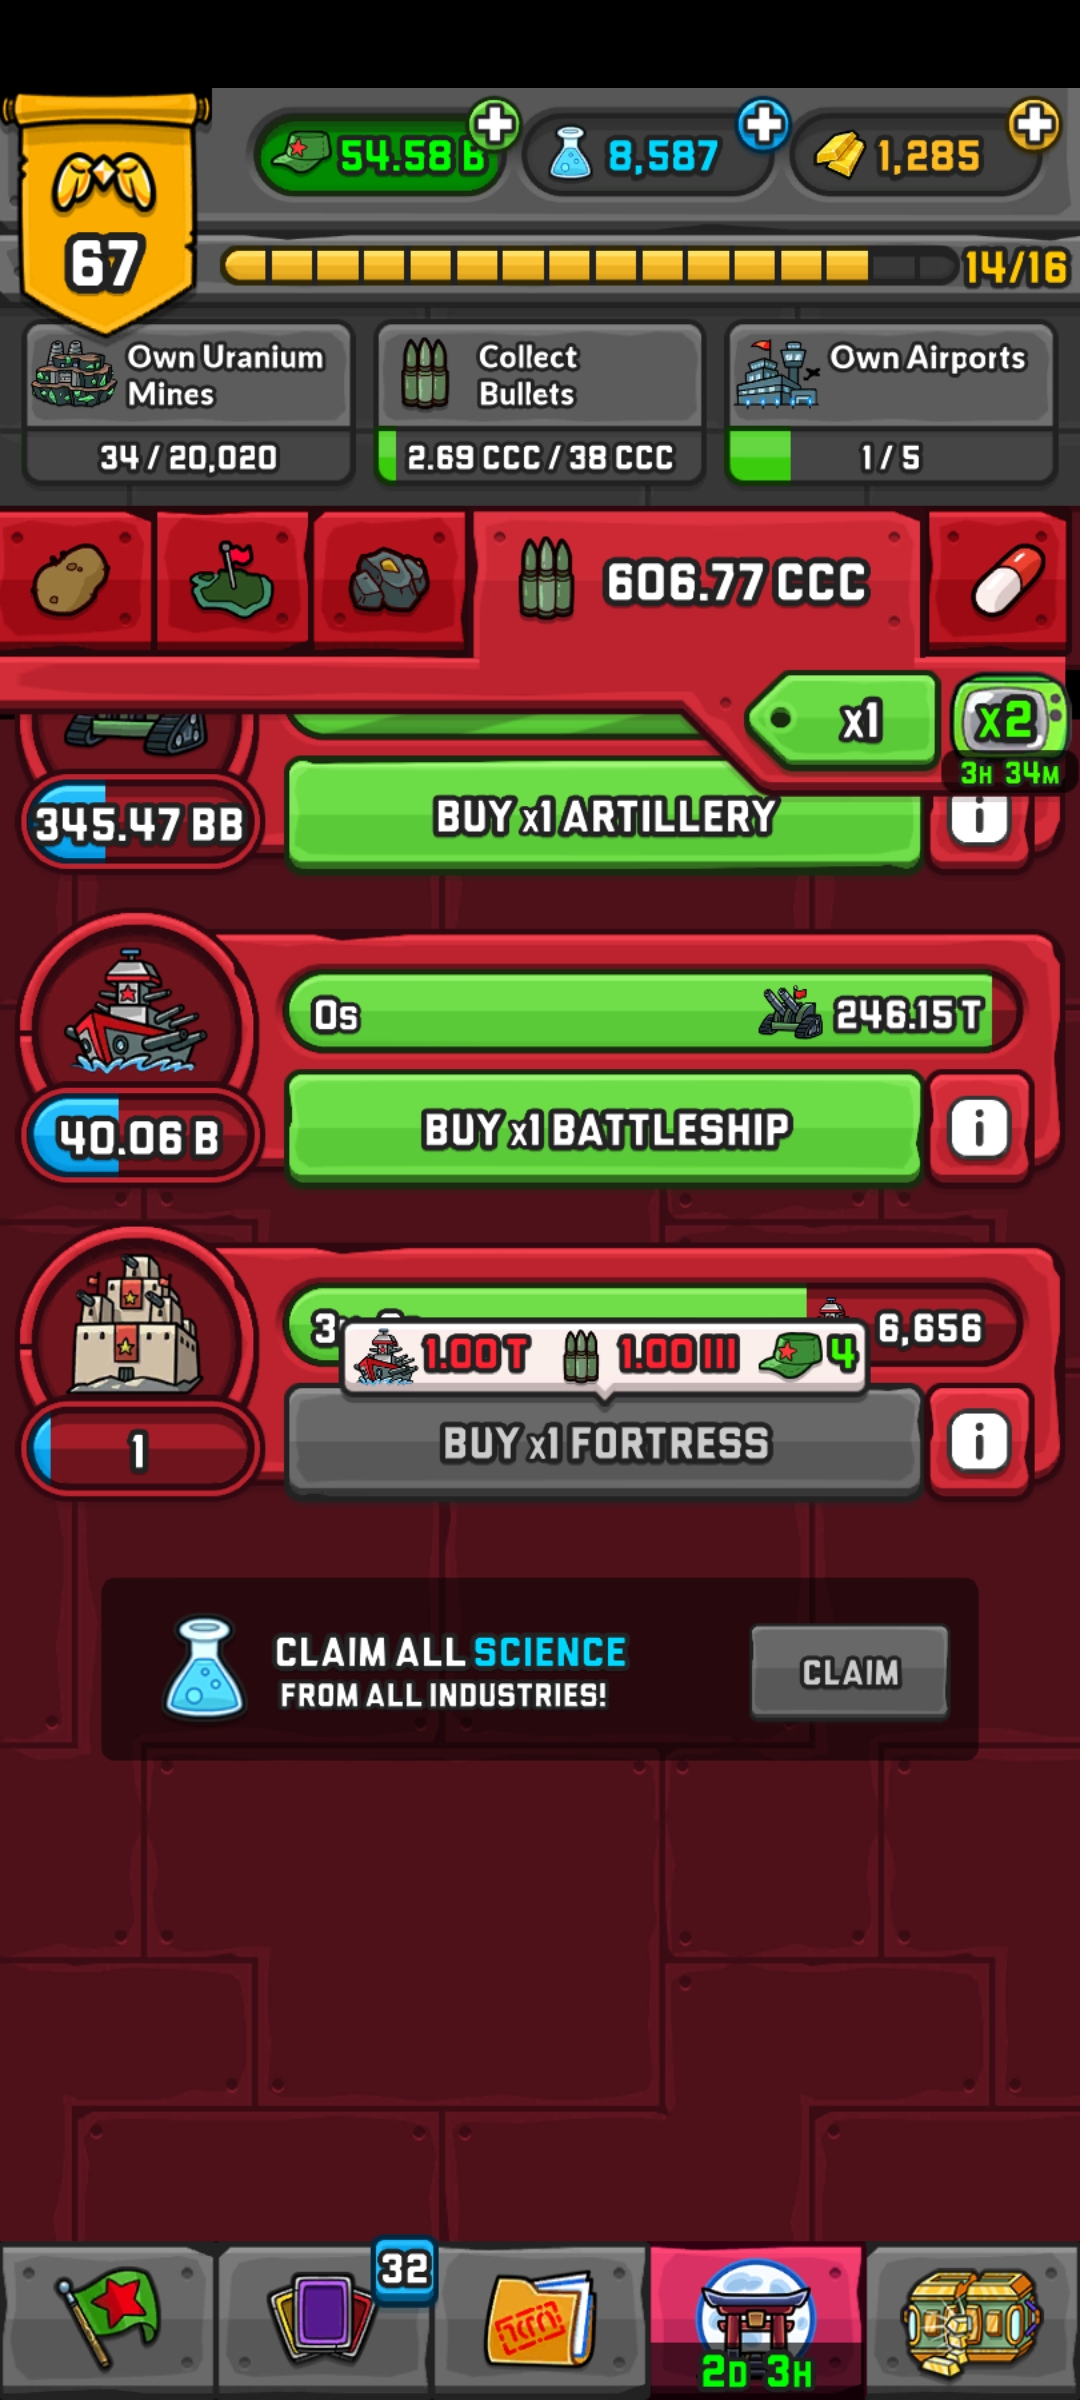 54.58 B
8,587
1,285
67
14/16
Own Uranium
Mines
Collect
Bullets
Own Airports
34 / 20,020
2.69 CCC / 38 CCC
1 / 5
606.77 CCC
x1
x2
3H 34M
345.47 BB
BUY x1 ARTILLERY
i
0s
246.15 T
40.06 B
BUY x1 BATTLESHIP
i
6,656
1.00 T
1.00 III
4
1
BUY x1 FORTRESS
i
CLAIM ALL SCIENCE
FROM ALL INDUSTRIES!
CLAIM
32
2D 3H